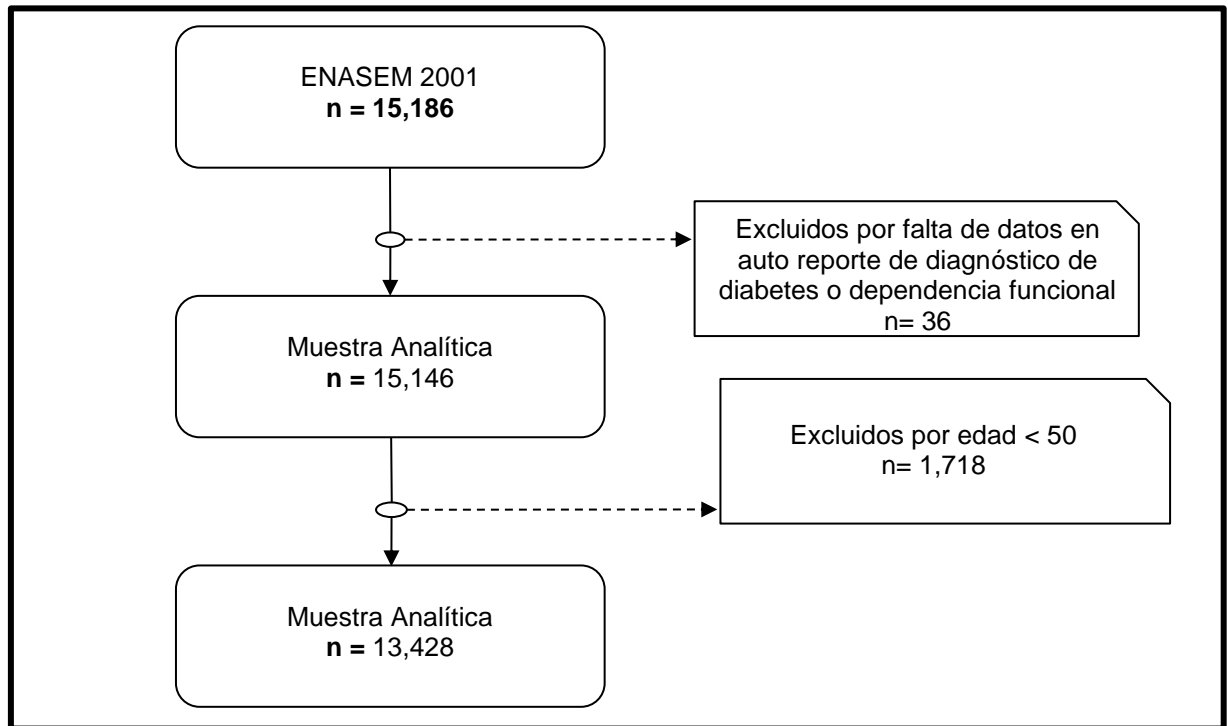 ENASEM 2001
n = 15,186
Excluidos por falta de datos en
auto reporte de diagnóstico de
diabetes o dependencia funcional
n= 36
Muestra Analítica
n = 15,146
Excluidos por edad < 50
n= 1,718
Muestra Analítica
n = 13,428